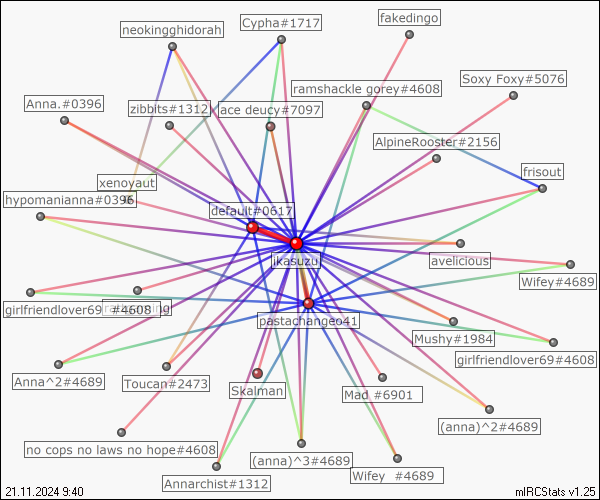 neokingghidorah
Cypha#1717
fakedingo
Soxy Foxy#5076
ramshackle gorey#4608
Anna.#0396
zibbits#1312
ace deucy#7097
AlpineRooster#2156
frisout
xenoyaut
hypomanianna#0396
default#0617
ikasuzu
avelicious
Wifey#4689
girlfriendlover69 #4608
pastachangeo41
Mushy#1984
girlfriendlover69#4608
Anna^2#4689
Toucan#2473
Skalman
Mad #6901
(anna)^2#4689
no cops no laws no hope#4608
(anna)^3#4689
Wifey #4689
Annarchist#1312
21.11.2024 9:40
mIRCStats v1.25